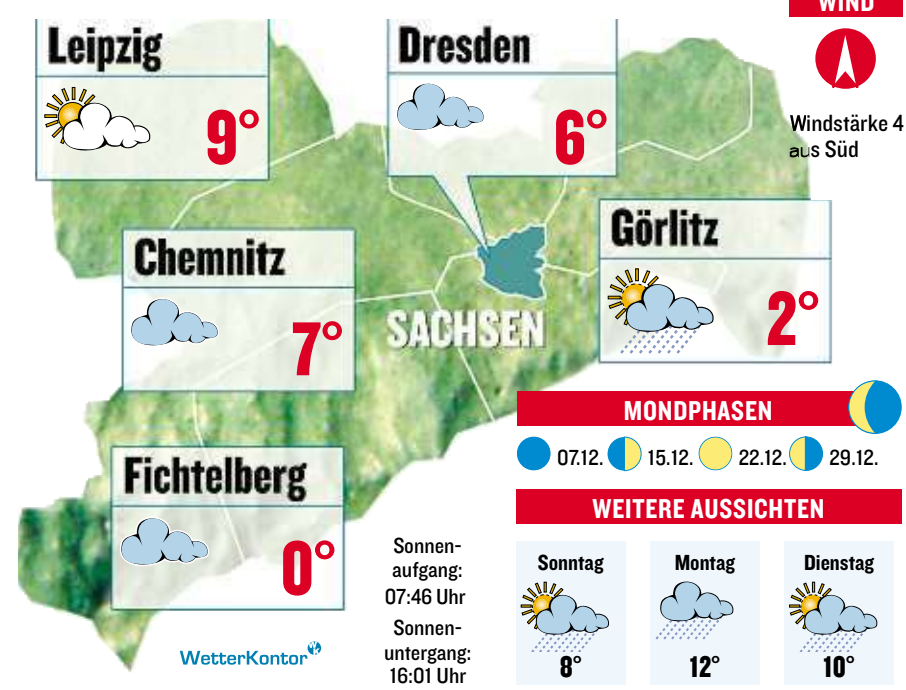 WIND
Windstärke 4
aus Süd
Leipzig
9°
Dresden
6°
Görlitz
2°
Chemnitz
7°
SACHSEN
Fichtelberg
0°
MONDPHASEN
07.12. 15.12. 22.12. 29.12.
WEITERE AUSSICHTEN
Sonntag
8°
Montag
12°
Dienstag
10°
Sonnen-
aufgang:
07:46 Uhr
Sonnen-
untergang:
16:01 Uhr
WetterKontor